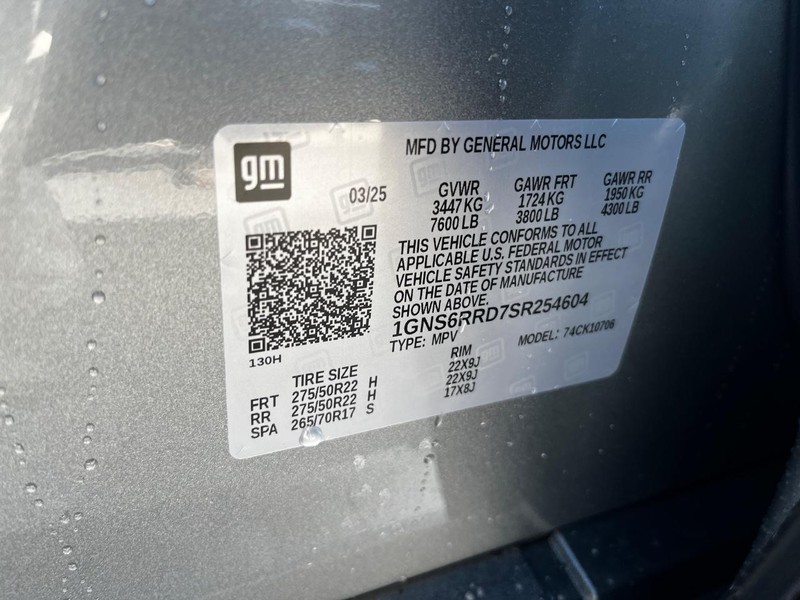 gm
MFD BY GENERAL MOTORS LLC
03/25
GVWR GAWR FRT GAWR RR
3447 KG 1724 KG 1950 KG
7600 LB 3800 LB 4300 LB
THIS VEHICLE CONFORMS TO ALL
APPLICABLE U.S. FEDERAL MOTOR
VEHICLE SAFETY STANDARDS IN EFFECT
ON THE DATE OF MANUFACTURE
SHOWN ABOVE.
1GNS6RRD7SR254604
TYPE: MPV MODEL: 74CK10706
130H
TIRE SIZE RIM
FRT 275/50R22 H 22X9J
RR 275/50R22 H 22X9J
SPA 265/70R17 S 17X8J